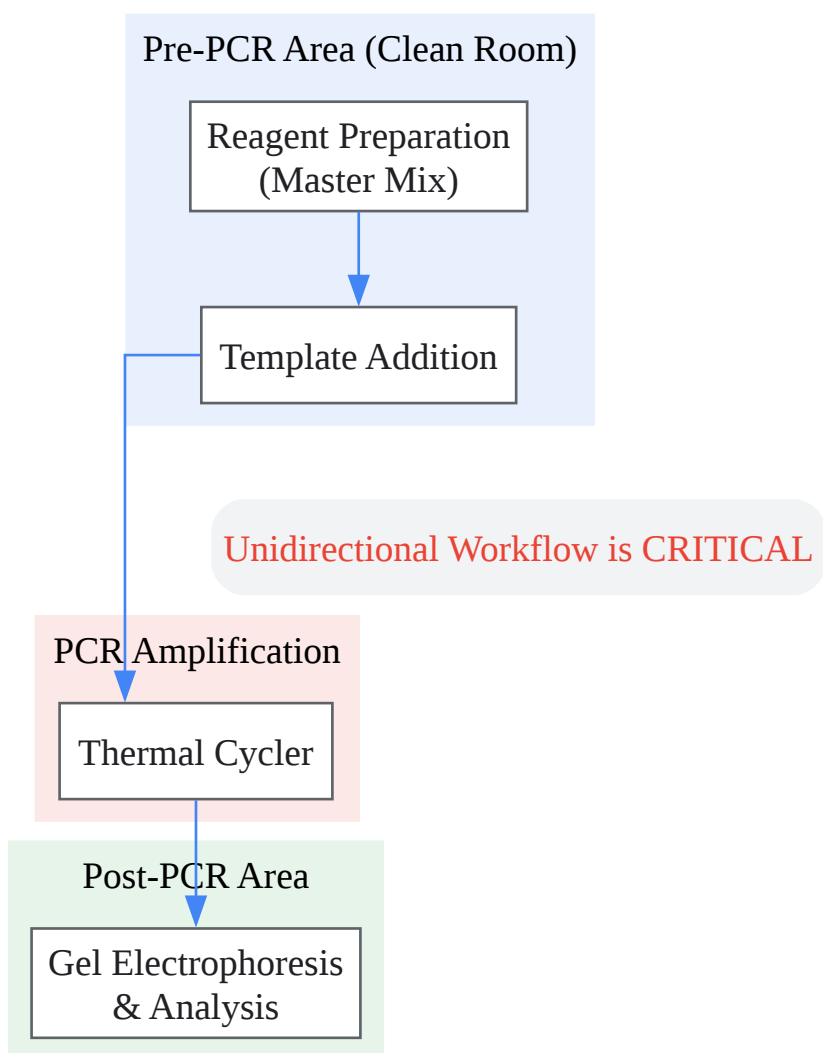 Pre-PCR Area (Clean Room)
Reagent Preparation
(Master Mix)
Template Addition
Unidirectional Workflow is CRITICAL
PCR Amplification
Thermal Cycler
Post-PCR Area
Gel Electrophoresis
& Analysis